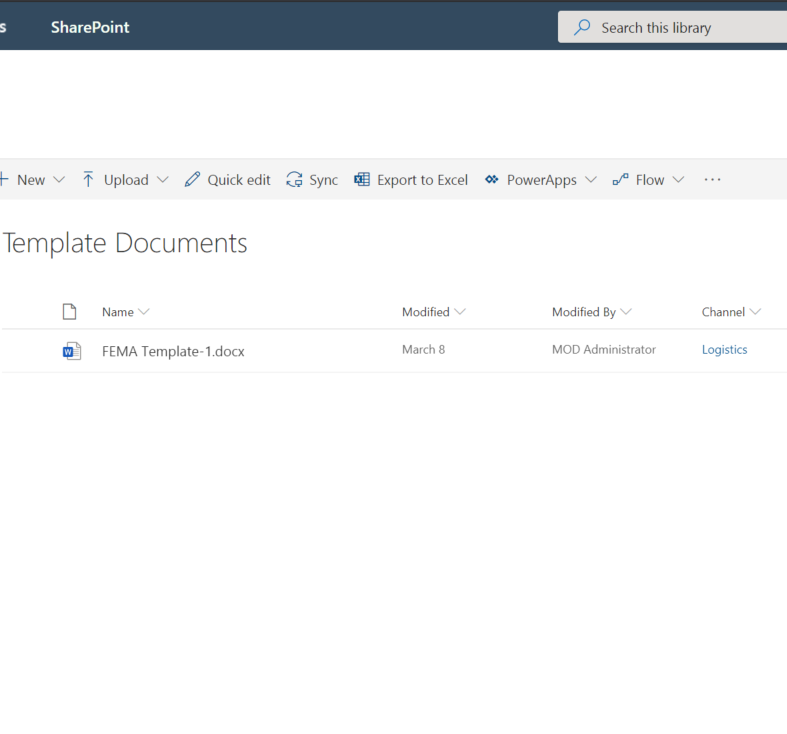 s SharePoint Search this library
New Upload Quick edit Sync Export to Excel PowerApps Flow ...
Template Documents
Name Modified Modified By Channel
FEMA Template-1.docx March 8 MOD Administrator Logistics